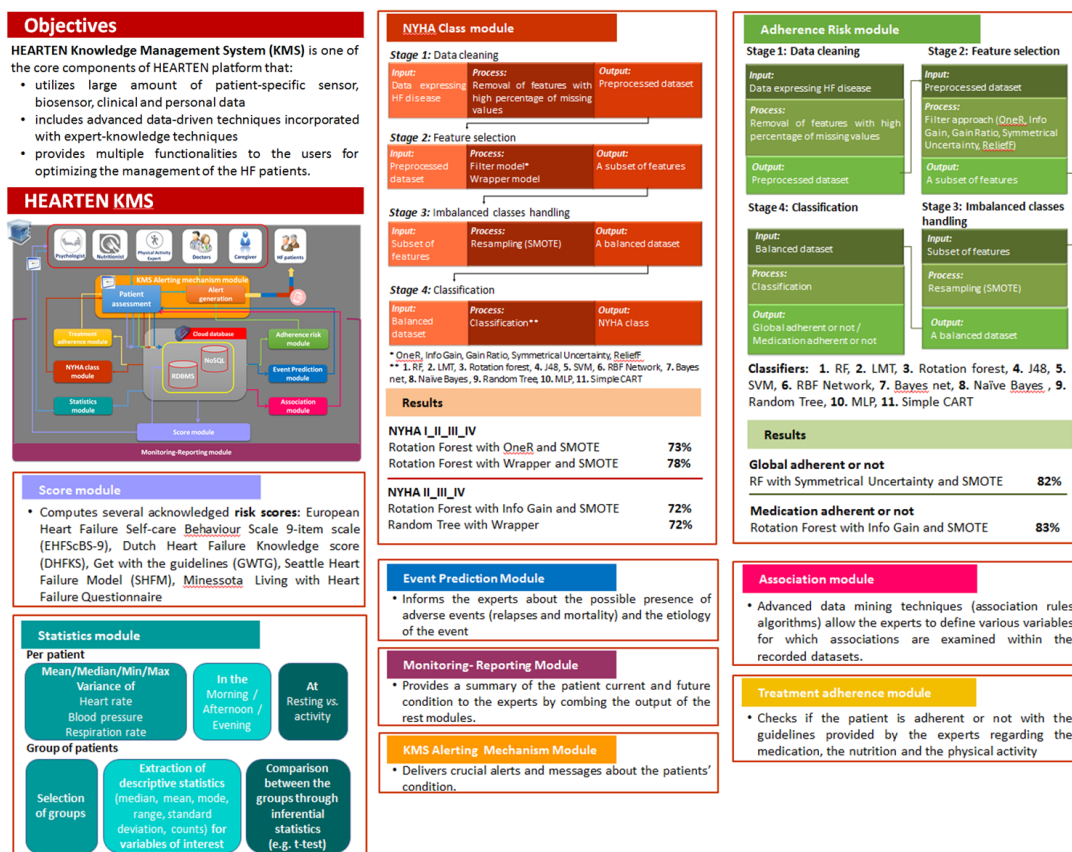 Objectives
HEARTEN Knowledge Management System (KMS) is one of
the core components of HEARTEN platform that:
• utilizes large amount of patient-specific sensor,
biosensor, clinical and personal data
• includes advanced data-driven techniques incorporated
with expert-knowledge techniques
• provides multiple functionalities to the users for
optimizing the management of the HF patients.
HEARTEN KMS
Psychologist
Nutritionist
Physical Activity
Expert
Doctors
Caregiver
HF patients
KMS Alerting mechanism module
Patient
assessment
Alert
generation
Treatment
adherence module
Cloud database
Adherence risk
module
NoSQL
NYHA class
module
RDBMS
Event Prediction
module
Statistics
module
Association
module
Score module
Monitoring-Reporting module
Score module
• Computes several acknowledged risk scores: European
Heart Failure Self-care Behaviour Scale 9-item scale
(EHFScBS-9), Dutch Heart Failure Knowledge score
(DHFKS), Get with the guidelines (GWTG), Seattle Heart
Failure Model (SHFM), Minessota Living with Heart
Failure Questionnaire
Statistics module
Per patient
Mean/Median/Min/Max
Variance of
Heart rate
Blood pressure
Respiration rate
In the
Morning /
Afternoon /
Evening
At
Resting vs.
activity
Group of patients
Selection
of groups
Extraction of
descriptive statistics
(median, mean, mode,
range, standard
deviation, counts) for
variables of interest
Comparison
between the
groups through
inferential
statistics
(e.g. t-test)
NYHA Class module
Stage 1: Data cleaning
Input:
Data expressing
HF disease
Process:
Removal of features with
high percentage of missing
values
Output:
Preprocessed dataset
Stage 2: Feature selection
Input:
Preprocessed
dataset
Process:
Filter model*
Wrapper model
Output:
A subset of features
Stage 3: Imbalanced classes handling
Input:
Subset of
features
Process:
Resampling (SMOTE)
Output:
A balanced dataset
Stage 4: Classification
Input:
Balanced
dataset
Process:
Classification**
Output:
NYHA class
* OneR, Info Gain, Gain Ratio, Symmetrical Uncertainty, ReliefF
** 1. RF, 2. LMT, 3. Rotation forest, 4. J48, 5. SVM, 6. RBF Network, 7. Bayes
net, 8. Naïve Bayes , 9. Random Tree, 10. MLP, 11. Simple CART
Results
NYHA I_II_III_IV
Rotation Forest with OneR and SMOTE 73%
Rotation Forest with Wrapper and SMOTE 78%
NYHA II_III_IV
Rotation Forest with Info Gain and SMOTE 72%
Random Tree with Wrapper 72%
Event Prediction Module
• Informs the experts about the possible presence of
adverse events (relapses and mortality) and the etiology
of the event
Monitoring- Reporting Module
• Provides a summary of the patient current and future
condition to the experts by combing the output of the
rest modules.
KMS Alerting Mechanism Module
• Delivers crucial alerts and messages about the patients’
condition.
Adherence Risk module
Stage 1: Data cleaning
Input:
Data expressing HF disease
Process:
Removal of features with high
percentage of missing values
Output:
Preprocessed dataset
Stage 2: Feature selection
Input:
Preprocessed dataset
Process:
Filter approach (OneR, Info
Gain, Gain Ratio, Symmetrical
Uncertainty, ReliefF)
Output:
A subset of features
Stage 4: Classification
Input:
Balanced dataset
Process:
Classification
Output:
Global adherent or not /
Medication adherent or not
Stage 3: Imbalanced classes
handling
Input:
Subset of features
Process:
Resampling (SMOTE)
Output:
A balanced dataset
Classifiers: 1. RF, 2. LMT, 3. Rotation forest, 4. J48, 5.
SVM, 6. RBF Network, 7. Bayes net, 8. Naïve Bayes , 9.
Random Tree, 10. MLP, 11. Simple CART
Results
Global adherent or not
RF with Symmetrical Uncertainty and SMOTE 82%
Medication adherent or not
Rotation Forest with Info Gain and SMOTE 83%
Association module
• Advanced data mining techniques (association rules
algorithms) allow the experts to define various variables
for which associations are examined within the
recorded datasets.
Treatment adherence module
• Checks if the patient is adherent or not with the
guidelines provided by the experts regarding the
medication, the nutrition and the physical activity